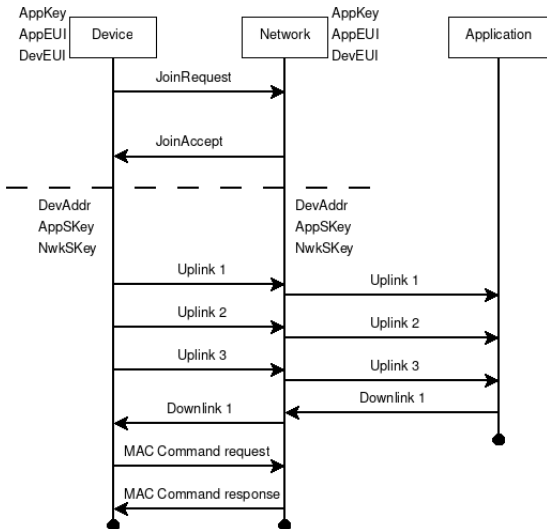 AppKey
AppEUI
DevEUI
Device
Network
AppKey
AppEUI
DevEUI
Application
JoinRequest
JoinAccept
DevAddr
AppSKey
NwkSKey
DevAddr
AppSKey
NwkSKey
Uplink 1
Uplink 1
Uplink 2
Uplink 2
Uplink 3
Uplink 3
Downlink 1
Downlink 1
MAC Command request
MAC Command response